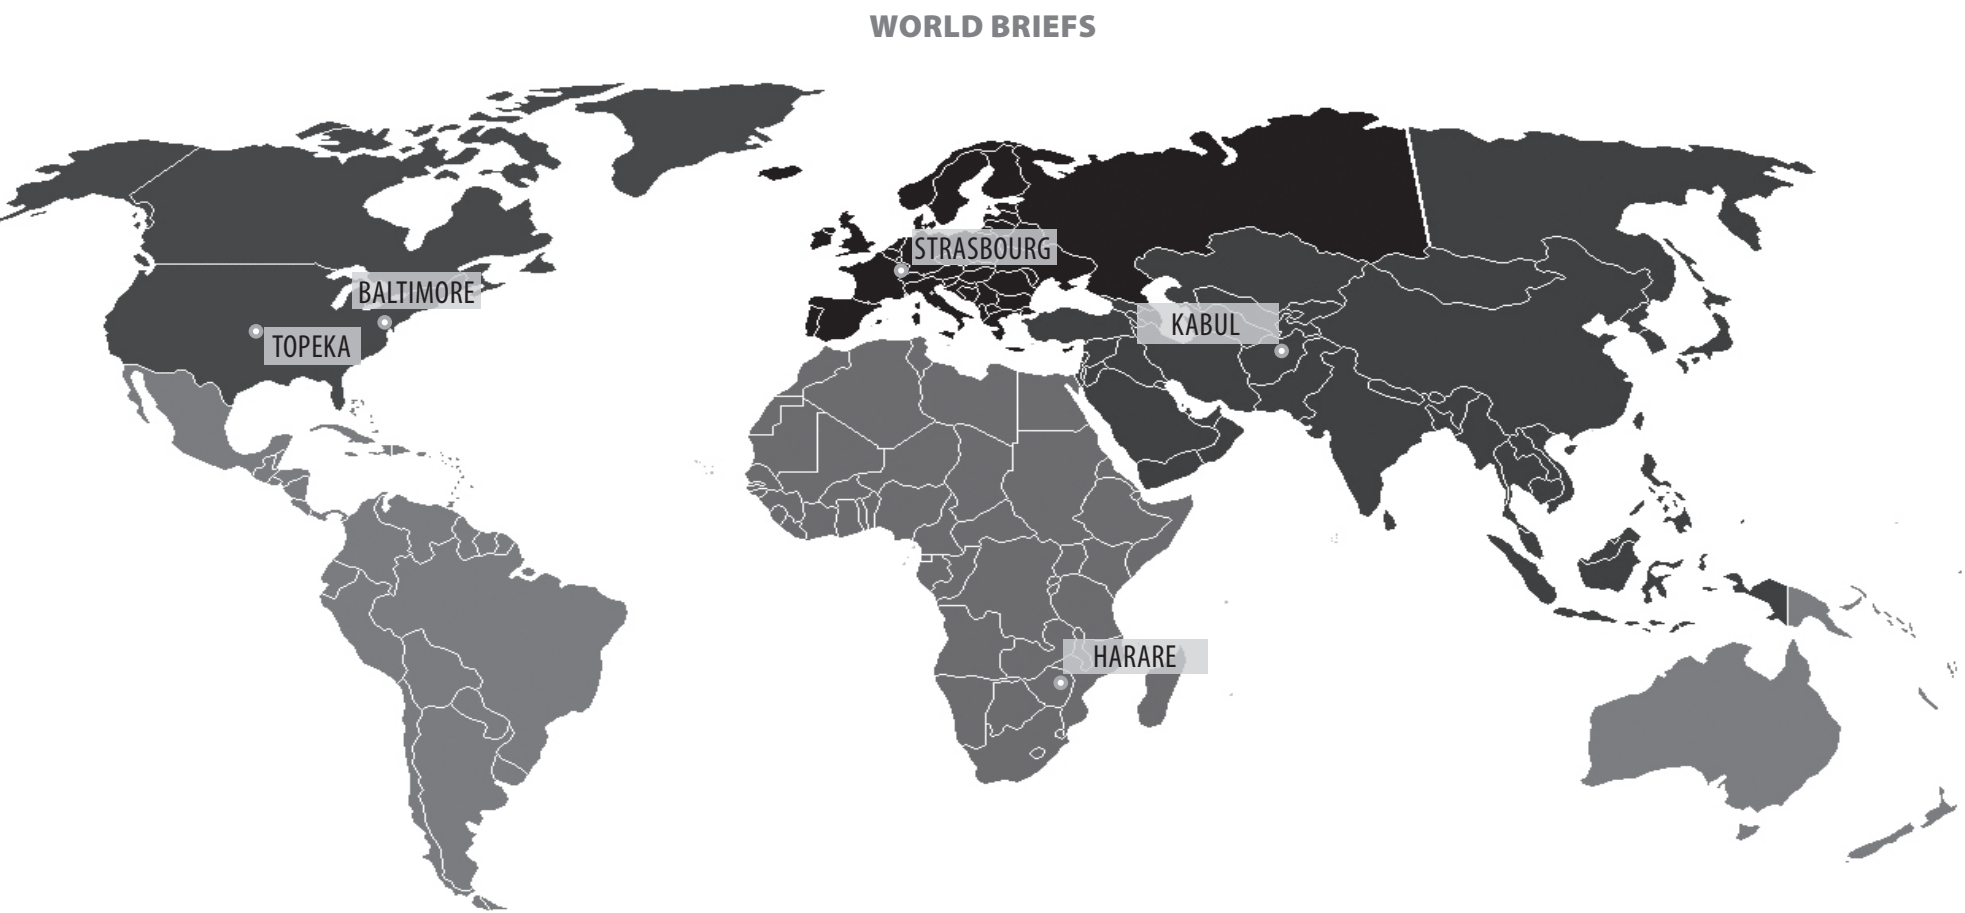 WORLD BRIEFS
STRASBOURG
BALTIMORE
KABUL
TOPEKA
HARARE